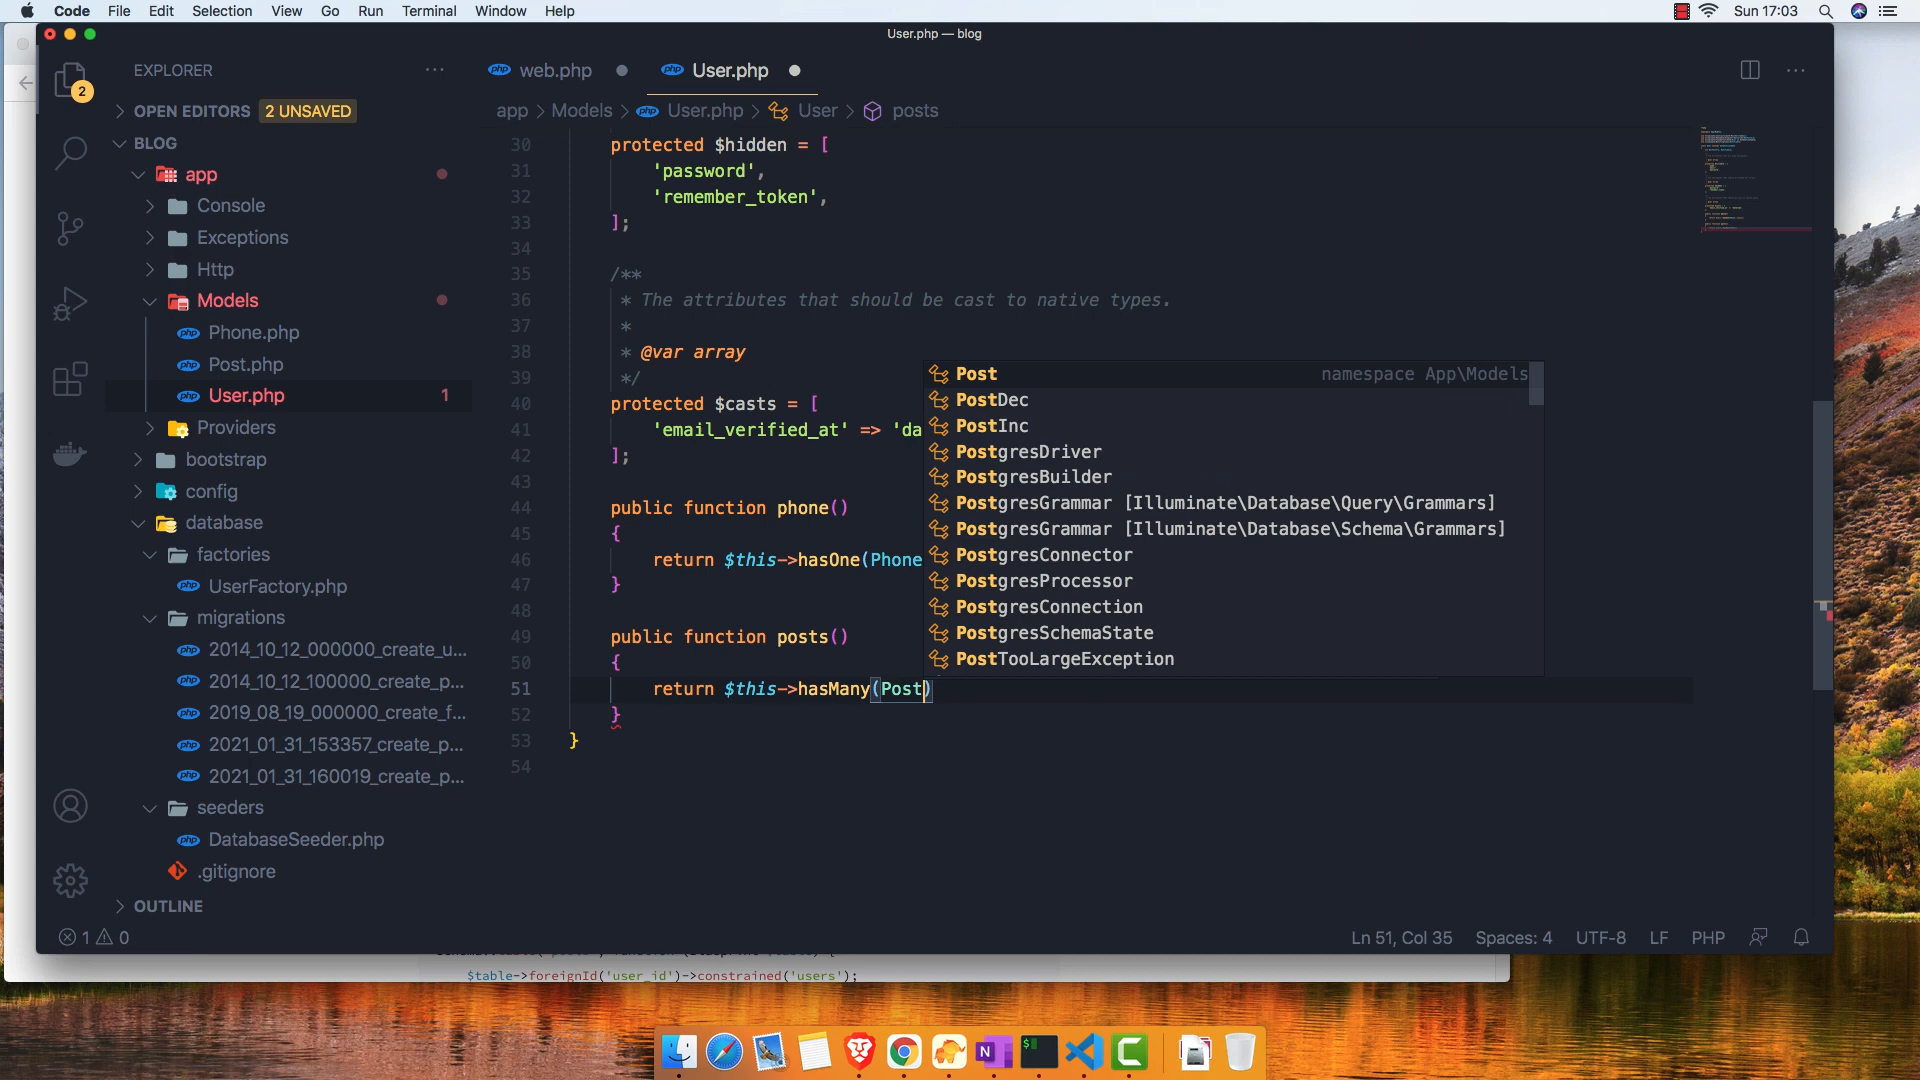 Code File Edit Selection View Go Run Terminal Window Help Sun 17:03
User.php — blog
EXPLORER
OPEN EDITORS 2 UNSAVED
BLOG
app
Console
Exceptions
Http
Models
Phone.php
Post.php
User.php 1
Providers
bootstrap
config
database
factories
UserFactory.php
migrations
2014_10_12_000000_create_u...
2014_10_12_100000_create_p...
2019_08_19_000000_create_f...
2021_01_31_153357_create_p...
2021_01_31_160019_create_p...
seeders
DatabaseSeeder.php
.gitignore
OUTLINE
2
web.php User.php
app > Models > User.php > User > posts
30 protected $hidden = [
31 'password',
32 'remember_token',
33 ];
34
35 /**
36 * The attributes that should be cast to native types.
37 *
38 * @var array
39 */
40 protected $casts = [
41 'email_verified_at' => 'da
42 ];
43
44 public function phone()
45 {
46 return $this->hasOne(Phone
47 }
48
49 public function posts()
50 {
51 return $this->hasMany(Post)
52 }
53 }
54
Post namespace App\Models
PostDec
PostInc
PostgresDriver
PostgresBuilder
PostgresGrammar [Illuminate\Database\Query\Grammars]
PostgresGrammar [Illuminate\Database\Schema\Grammars]
PostgresConnector
PostgresProcessor
PostgresConnection
PostgresSchemaState
PostTooLargeException
1 0
Ln 51, Col 35 Spaces: 4 UTF-8 LF PHP
$table->foreignId('user_id')->constrained('users');